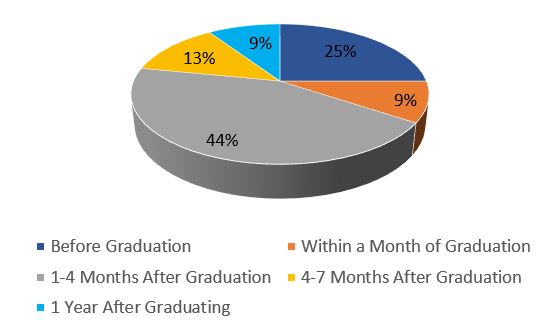 9%
25%
13%
9%
44%
Before Graduation
Within a Month of Graduation
1-4 Months After Graduation
4-7 Months After Graduation
1 Year After Graduating